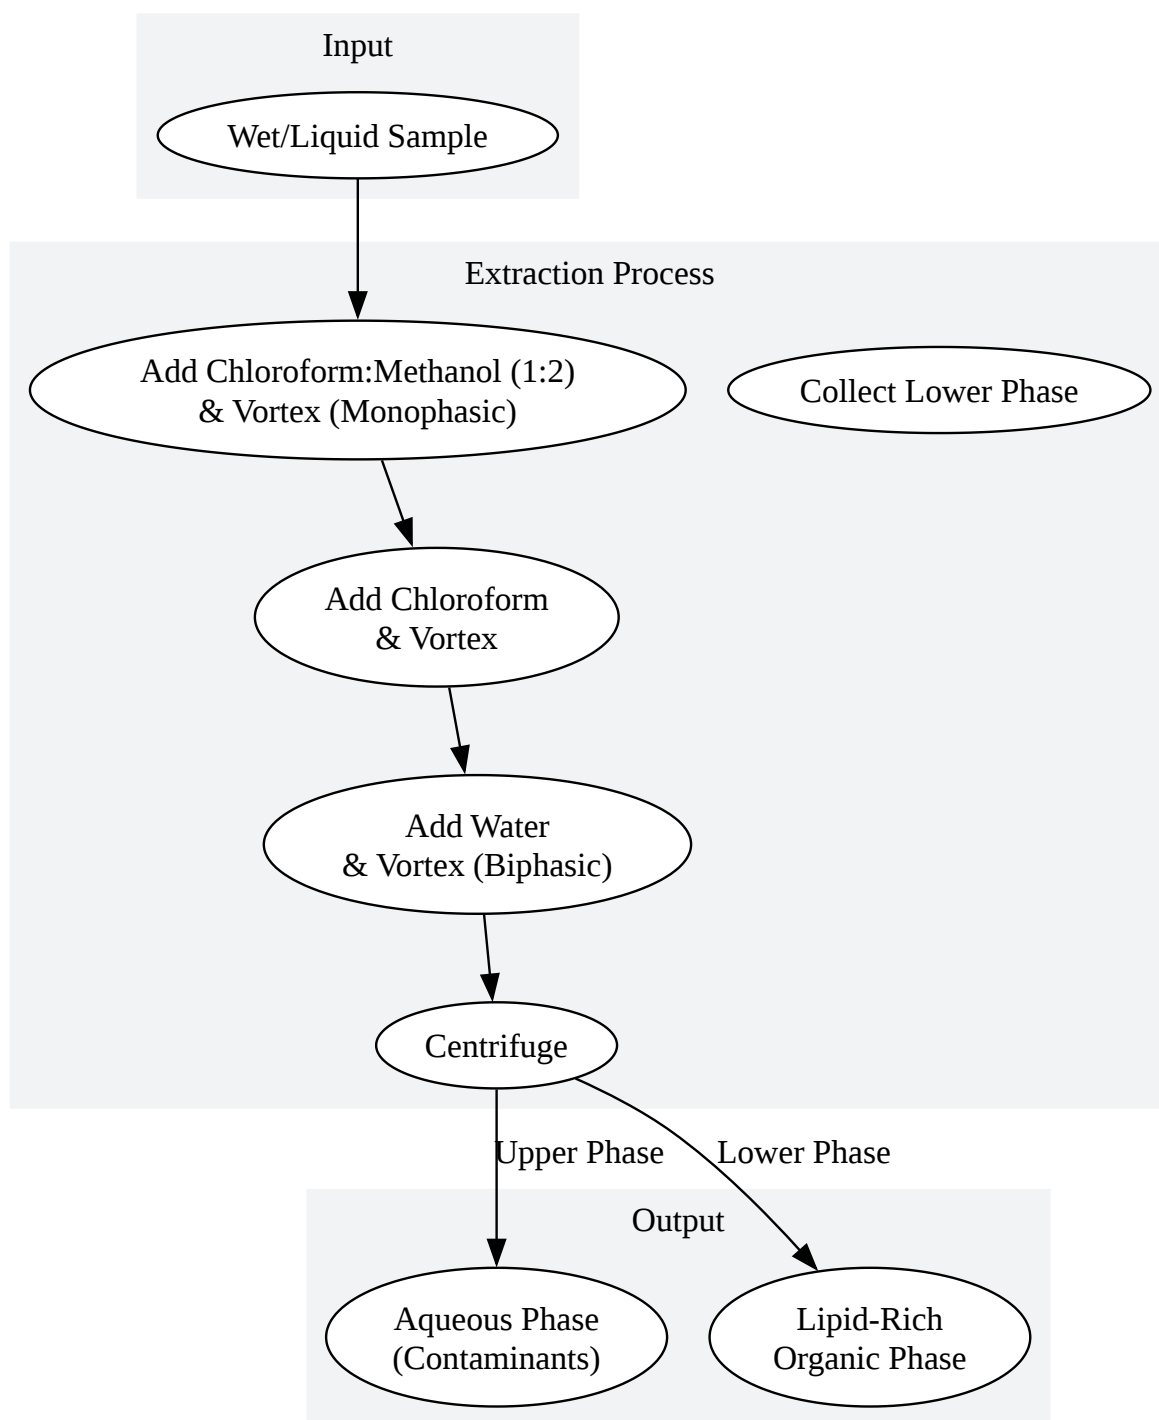 Input
Wet/Liquid Sample
Extraction Process
Add Chloroform:Methanol (1:2)
& Vortex (Monophasic)
Collect Lower Phase
Add Chloroform
& Vortex
Add Water
& Vortex (Biphasic)
Centrifuge
Upper Phase
Lower Phase
Output
Aqueous Phase
(Contaminants)
Lipid-Rich
Organic Phase